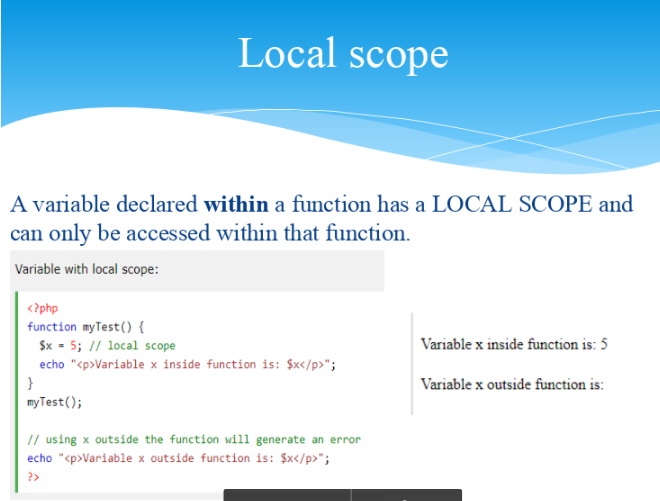 Local scope
A variable declared within a function has a LOCAL SCOPE and
can only be accessed within that function.
Variable with local scope:
<?php
function myTest() {
  $x = 5; // local scope
  echo "<p>Variable x inside function is: $x</p>";
}
myTest();

// using x outside the function will generate an error
echo "<p>Variable x outside function is: $x</p>";
?>
Variable x inside function is: 5
Variable x outside function is: